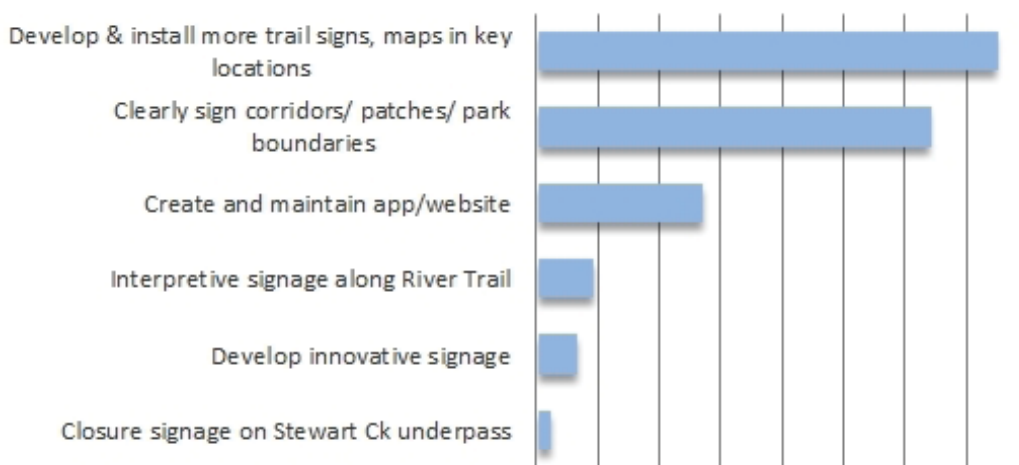 Develop & install more trail signs, maps in key
locations
Clearly sign corridors/ patches/ park
boundaries
Create and maintain app/website
Interpretive signage along River Trail
Develop innovative signage
Closure signage on Stewart Ck underpass